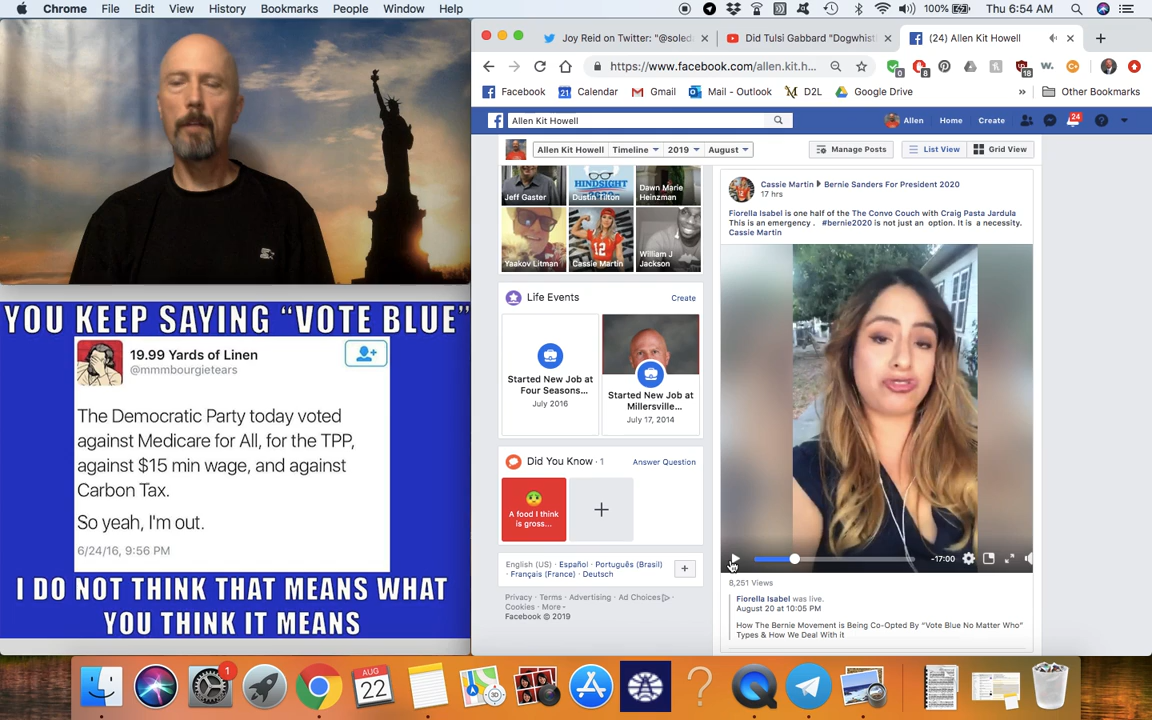 Chrome File Edit View History Bookmarks People Window Help
100% Thu 6:54 AM
Joy Reid on Twitter: "@soled
Did Tulsi Gabbard "Dogwhist
(24) Allen Kit Howell
https://www.facebook.com/allen.kit.h...
Facebook Calendar Gmail Mail - Outlook D2L Google Drive » Other Bookmarks
Allen Kit Howell
Allen Home Create 24
Allen Kit Howell Timeline 2019 August
Manage Posts List View Grid View
Jeff Gaster
HINDSIGHT
Dustin Tilton
Dawn Marie
Heinzman
Yaakov Litman
12
Cassie Martin
William J
Jackson
Life Events
Create
Started New Job at
Four Seasons...
July 2016
Started New Job at
Millersville...
July 17, 2014
Did You Know · 1
Answer Question
A food I think
is gross...
English (US) · Español · Português (Brasil)
· Français (France) · Deutsch
Privacy · Terms · Advertising · Ad Choices ·
Cookies · More
Facebook © 2019
Cassie Martin Bernie Sanders For President 2020
17 hrs
Fiorella Isabel is one half of the The Convo Couch with Craig Pasta Jardula
This is an emergency . #bernie2020 is not just an option. It is a necessity.
Cassie Martin
-17:00
8,251 Views
Fiorella Isabel was live.
August 20 at 10:05 PM
How The Bernie Movement is Being Co-Opted By "Vote Blue No Matter Who"
Types & How We Deal With it
YOU KEEP SAYING "VOTE BLUE"
19.99 Yards of Linen
@mmmbourgietears
The Democratic Party today voted
against Medicare for All, for the TPP,
against $15 min wage, and against
Carbon Tax.
So yeah, I'm out.
6/24/16, 9:56 PM
I DO NOT THINK THAT MEANS WHAT
YOU THINK IT MEANS
1
AUG
22
3D